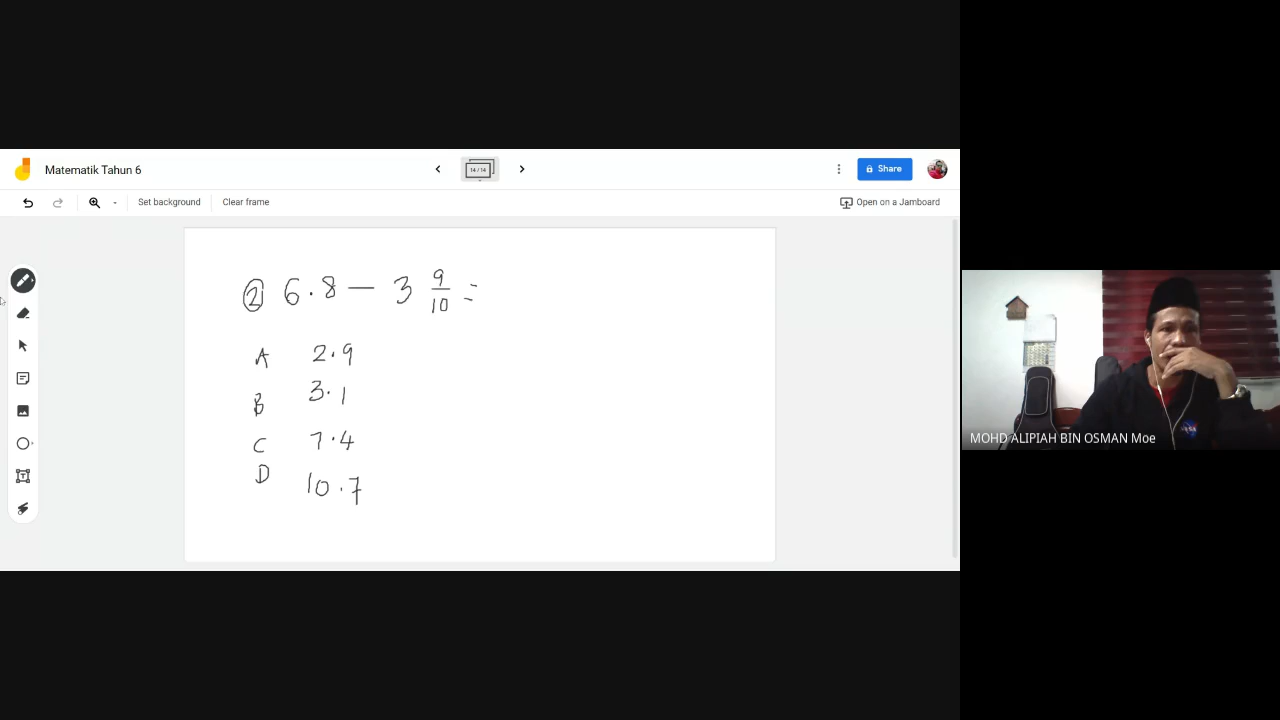 Matematik Tahun 6
14 / 14
Share
Set background
Clear frame
Open on a Jamboard
② 6.8 — 3 9/10 =
A 2.9
B 3.1
C 7.4
D 10.7
NASA
MOHD ALIPIAH BIN OSMAN Moe